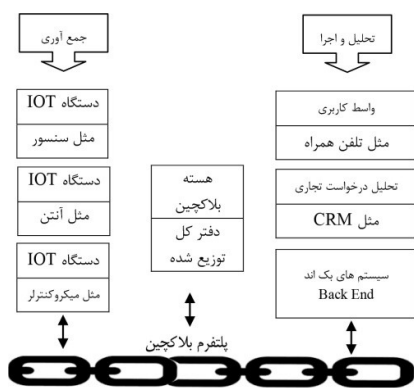 جمع آوری
تحلیل و اجرا
دستگاه IOT
مثل سنسور
دستگاه IOT
مثل آنتن
دستگاه IOT
مثل میکروکنترلر
هسته
بلاکچین
دفتر کل
توزیع شده
واسط کاربری
مثل تلفن همراه
تحلیل درخواست تجاری
مثل CRM
سیستم های بک اند
Back End
پلتفرم بلاکچین